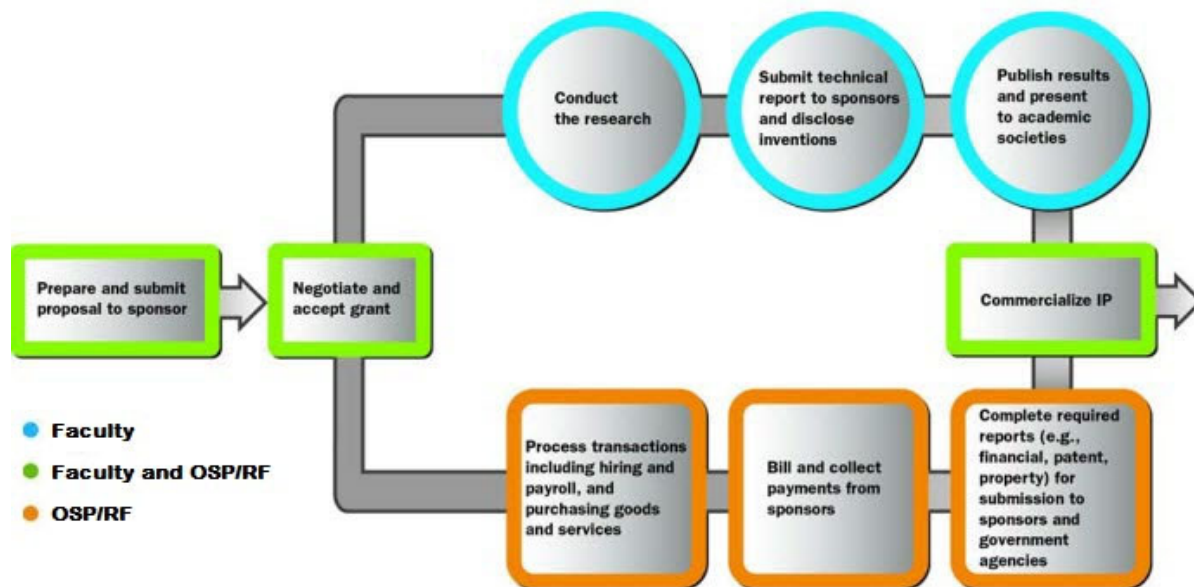 Conduct
the research
Submit technical
report to sponsors
and disclose
inventions
Publish results
and present
to academic
societies
Prepare and submit
proposal to sponsor
Negotiate and
accept grant
Commercialize IP
Process transactions
including hiring and
payroll, and
purchasing goods
and services
Bill and collect
payments from
sponsors
Complete required
reports (e.g.,
financial, patent,
property) for
submission to
sponsors and
government
agencies
Faculty
Faculty and OSP/RF
OSP/RF